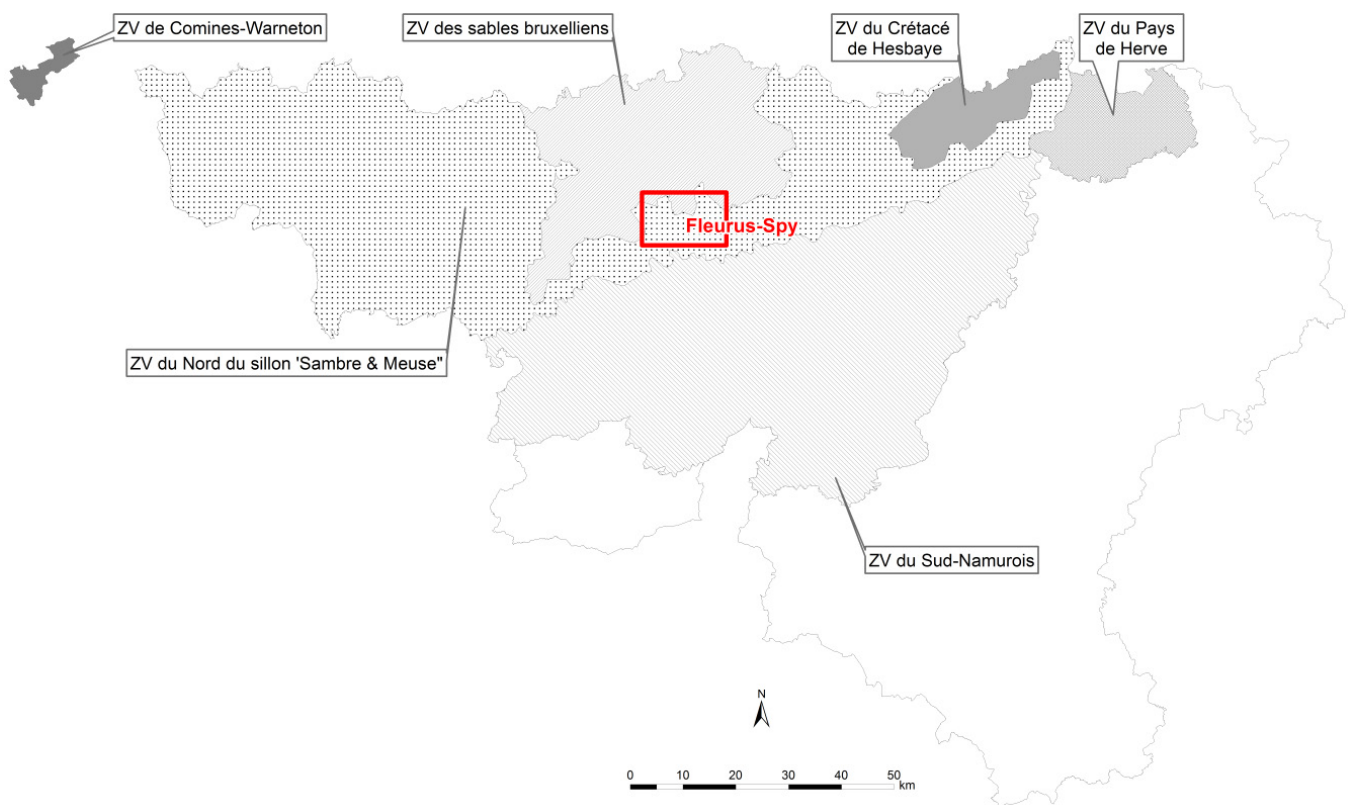 ZV de Comines-Warneton
ZV des sables bruxelliens
ZV du Crétacé
de Hesbaye
ZV du Pays
de Herve
Fleurus-Spy
ZV du Nord du sillon 'Sambre & Meuse"
ZV du Sud-Namurois
N
0 10 20 30 40 50
km